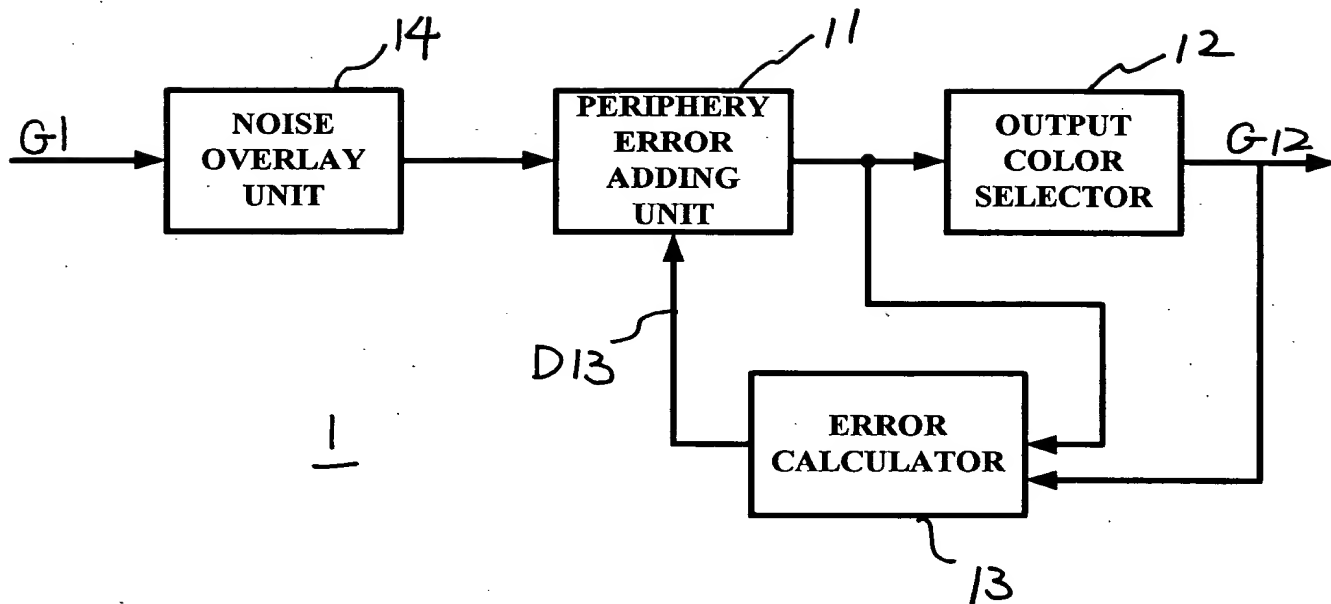 14
11
12
G1
NOISE
OVERLAY
UNIT
PERIPHERY
ERROR
ADDING
UNIT
OUTPUT
COLOR
SELECTOR
G12
D13
1
ERROR
CALCULATOR
13